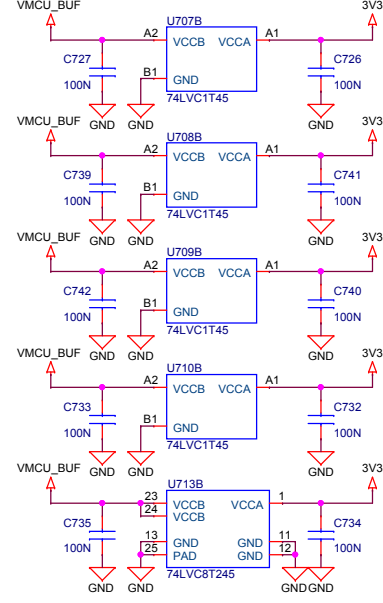 VMCU_BUF U707B 3V3
A2 VCCB VCCA A1
C727 B1 GND C726
100N 74LVC1T45 100N
GND GND GND
VMCU_BUF U708B 3V3
A2 VCCB VCCA A1
C739 B1 GND C741
100N 74LVC1T45 100N
GND GND GND
VMCU_BUF U709B 3V3
A2 VCCB VCCA A1
C742 B1 GND C740
100N 74LVC1T45 100N
GND GND GND
VMCU_BUF U710B 3V3
A2 VCCB VCCA A1
C733 B1 GND C732
100N 74LVC1T45 100N
GND GND GND
VMCU_BUF U713B 3V3
23 VCCB VCCA 1
24 VCCB
C735 13 GND GND 11 C734
100N 25 PAD GND 12 100N
74LVC8T245
GND GND GND GND